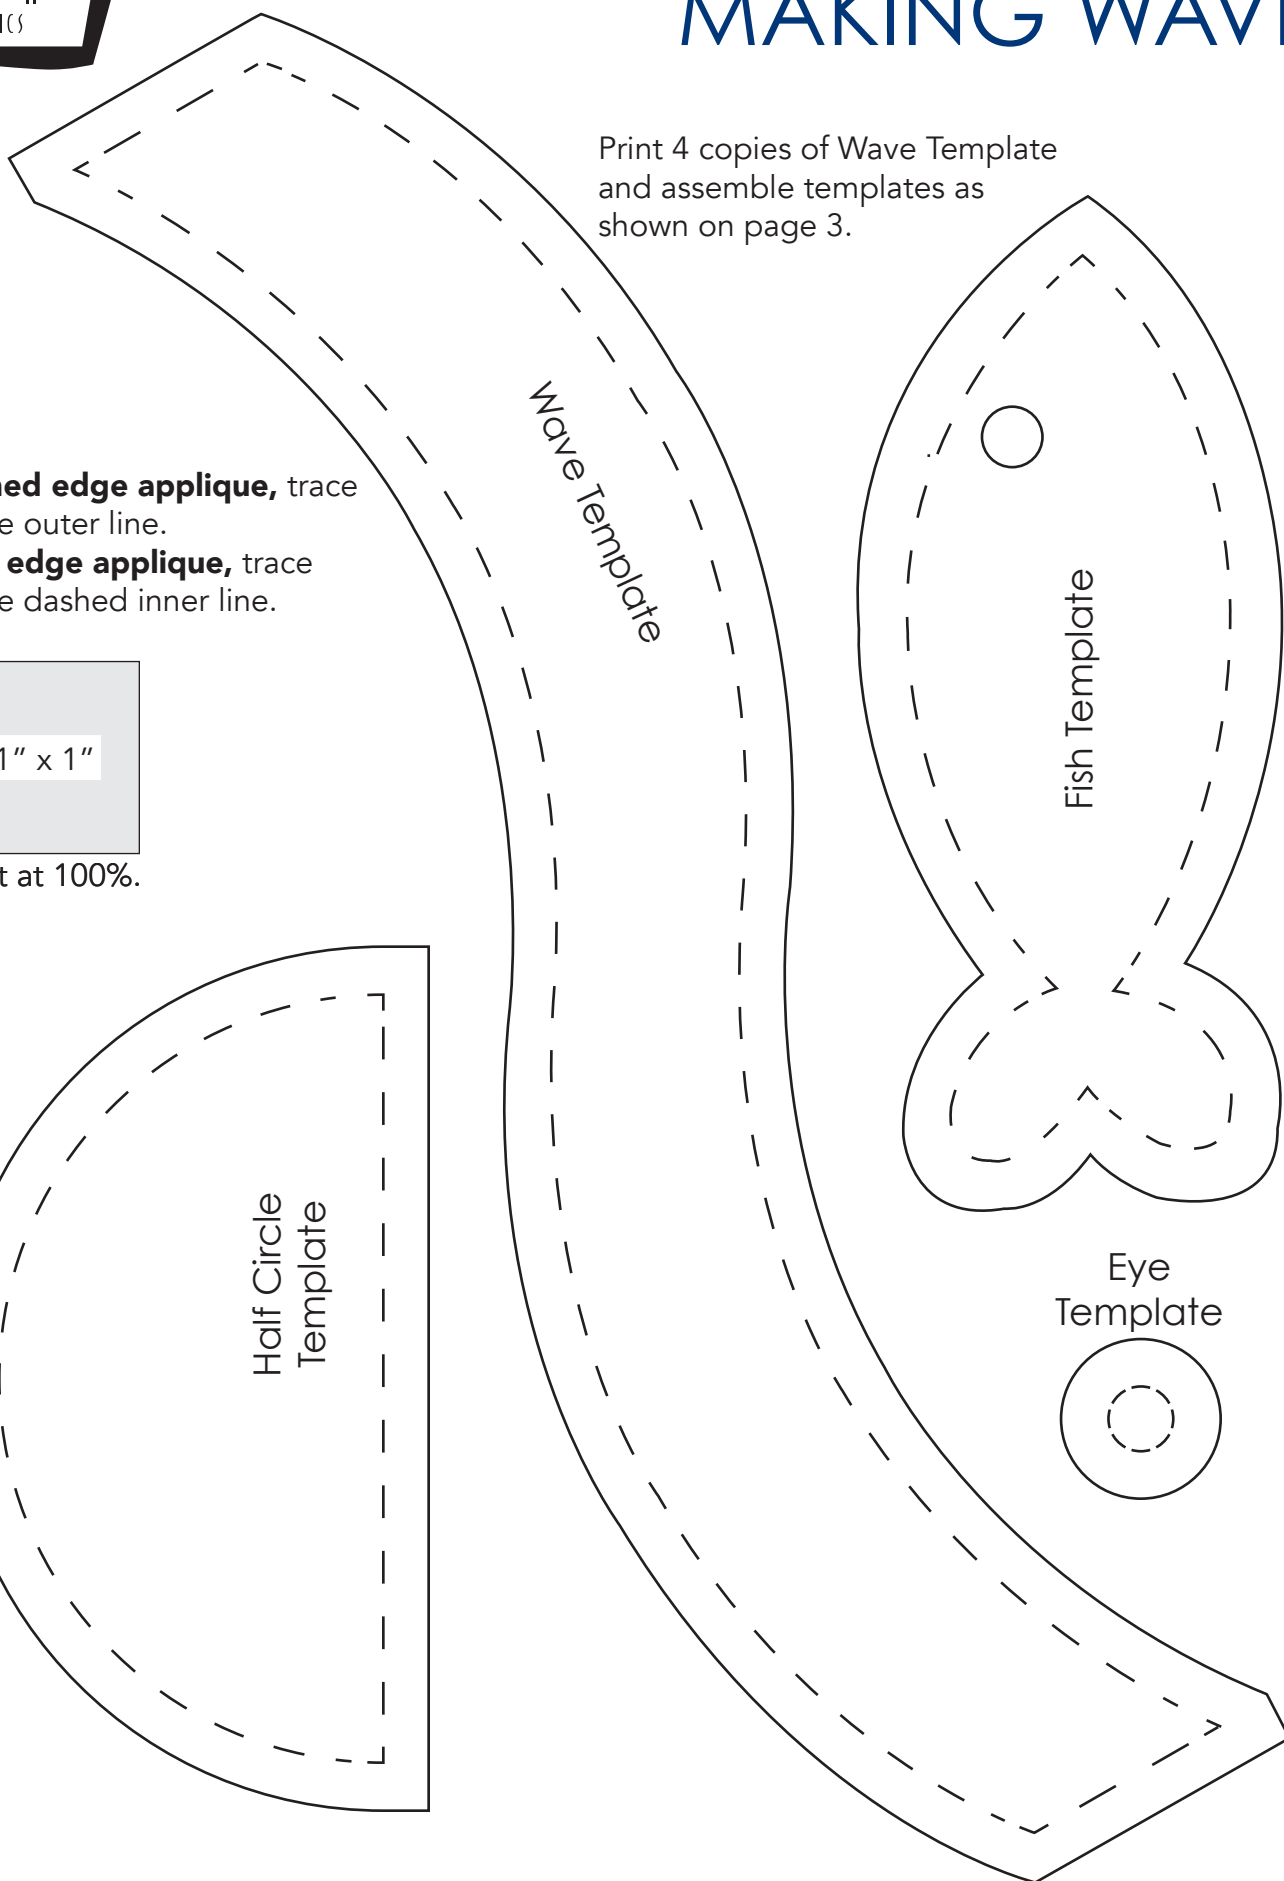 MAKING
Print 4 copies of Wave Template
and assemble templates as
shown on page 3.
edge applique, trace
outer line.
edge applique, trace
dashed inner line.
1” x 1”
at 100%.
Wave Template
Fish Template
Half Circle
Template
Eye
Template